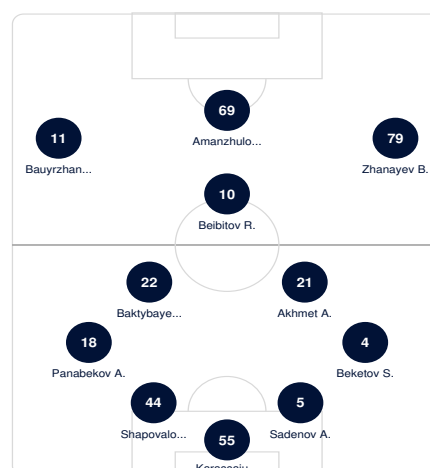 69
Amanzhulo...
11
79
Bauyrzhan...
Zhanayev B.
10
Beibitov R.
22
21
Baktybaye...
Akhmet A.
18
4
Panabekov A.
Beketov S.
44
5
Shapovalo...
Sadenov A.
55